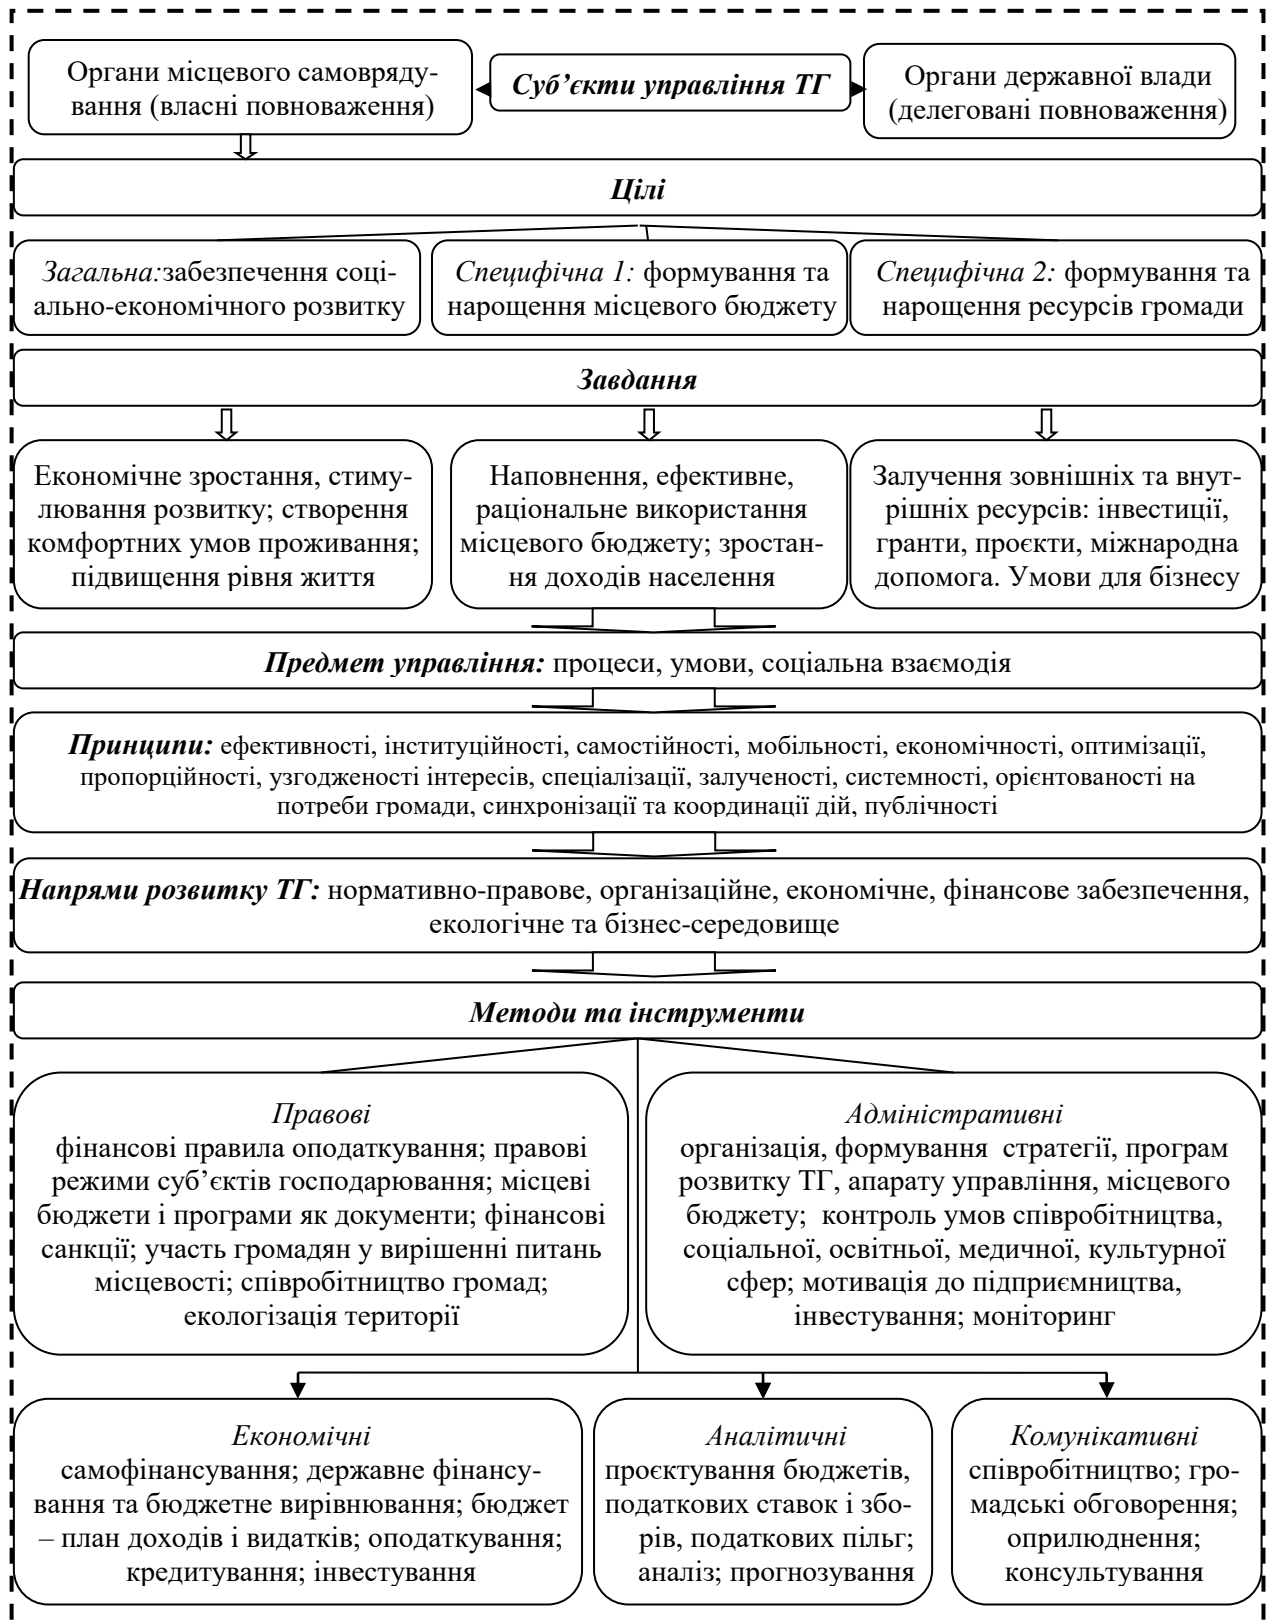 Органи місцевого самовряду-
вання (власні повноваження)
Суб’єкти управління ТГ
Органи державної влади
(делеговані повноваження)
Цілі
Загальна:забезпечення соці-
ально-економічного розвитку
Специфічна 1: формування та
нарощення місцевого бюджету
Специфічна 2: формування та
нарощення ресурсів громади
Завдання
Економічне зростання, стиму-
лювання розвитку; створення
комфортних умов проживання;
підвищення рівня життя
Наповнення, ефективне,
раціональне використання
місцевого бюджету; зростан-
ня доходів населення
Залучення зовнішніх та внут-
рішніх ресурсів: інвестиції,
гранти, проєкти, міжнародна
допомога. Умови для бізнесу
Предмет управління: процеси, умови, соціальна взаємодія
Принципи: ефективності, інституційності, самостійності, мобільності, економічності, оптимізації,
пропорційності, узгодженості інтересів, спеціалізації, залученості, системності, орієнтованості на
потреби громади, синхронізації та координації дій, публічності
Напрями розвитку ТГ: нормативно-правове, організаційне, економічне, фінансове забезпечення,
екологічне та бізнес-середовище
Методи та інструменти
Правові
фінансові правила оподаткування; правові
режими суб’єктів господарювання; місцеві
бюджети і програми як документи; фінансові
санкції; участь громадян у вирішенні питань
місцевості; співробітництво громад;
екологізація території
Адміністративні
організація, формування  стратегії, програм
розвитку ТГ, апарату управління, місцевого
бюджету;  контроль умов співробітництва,
соціальної, освітньої, медичної, культурної
сфер; мотивація до підприємництва,
інвестування; моніторинг
Економічні
самофінансування; державне фінансу-
вання та бюджетне вирівнювання; бюджет
– план доходів і видатків; оподаткування;
кредитування; інвестування
Аналітичні
проєктування бюджетів,
податкових ставок і збо-
рів, податкових пільг;
аналіз; прогнозування
Комунікативні
співробітництво; гро-
мадські обговорення;
оприлюднення;
консультування